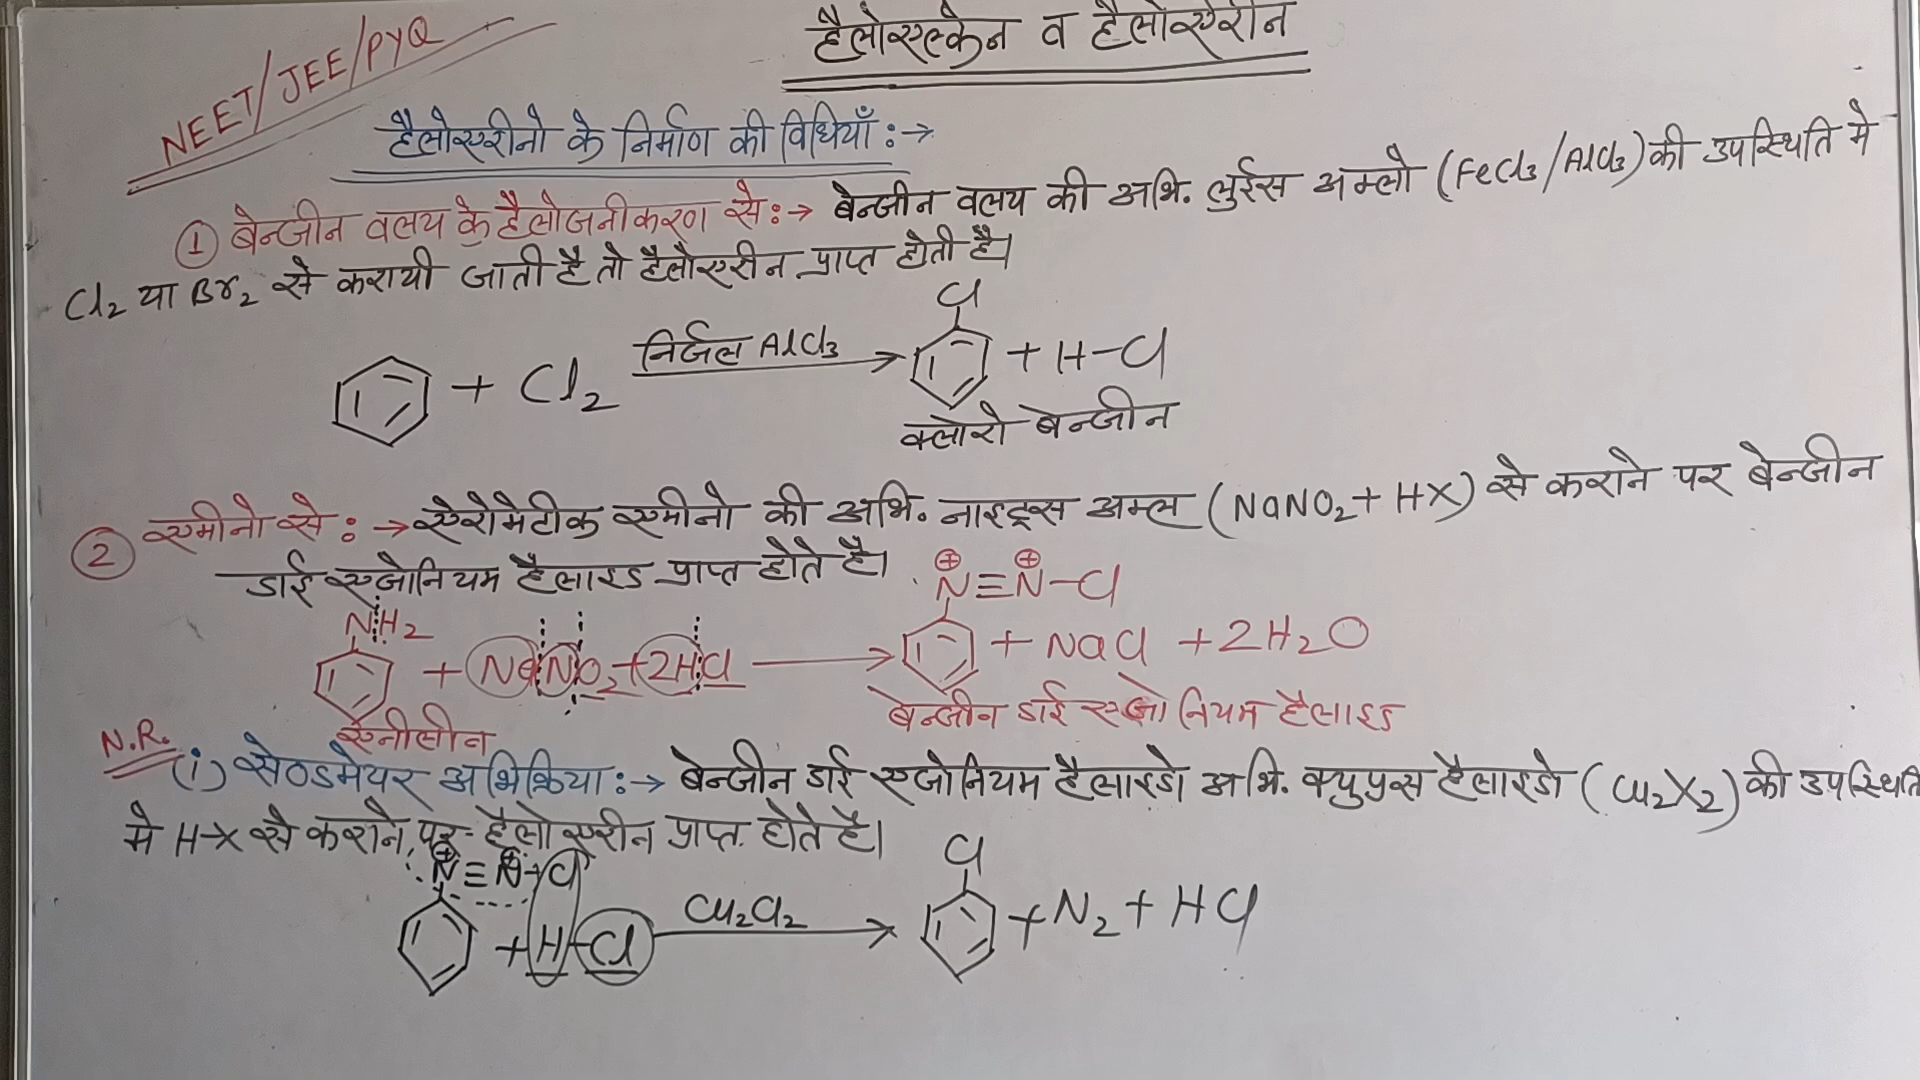 हैलोएल्केन व हैलोएरीन
NEET/JEE/PYQ
हैलोएरीनो के निर्माण की विधियाँ :→
① बेन्जीन वलय के हैलोजनीकरण से :→ बेन्जीन वलय की अभि. लुईस अम्लो (FeCl3/AlCl3) की उपस्थिति मे
Cl2 या Br2 से करायी जाती है तो हैलोएरीन प्राप्त होती है।
Cl
+ Cl2 निर्जल AlCl3 → + H-Cl
क्लोरो बेन्जीन
② एमीनो से : → ऐरोमेटीक एमीनो की अभि. नाइट्रस अम्ल (NaNO2 + HX) से कराने पर बेन्जीन
डाई एजोनियम हैलाइड प्राप्त होते है।
⊕N≡⊕N-Cl
NH2
+ NaNO2 + 2HCl → + NaCl + 2H2O
एनीलीन बेन्जीन डाई एजो नियम हैलाइड
N.R. (i) सेण्डमेयर अभिक्रिया :→ बेन्जीन डाई एजोनियम हैलाइडो अभि. क्युप्रस हैलाइडो (Cu2X2) की उपस्थिति
मे H-X से कराने पर हैलोएरीन प्राप्त होते है।
⊕N≡⊕N-Cl Cl
+ H-Cl Cu2Cl2 → + N2 + HCl